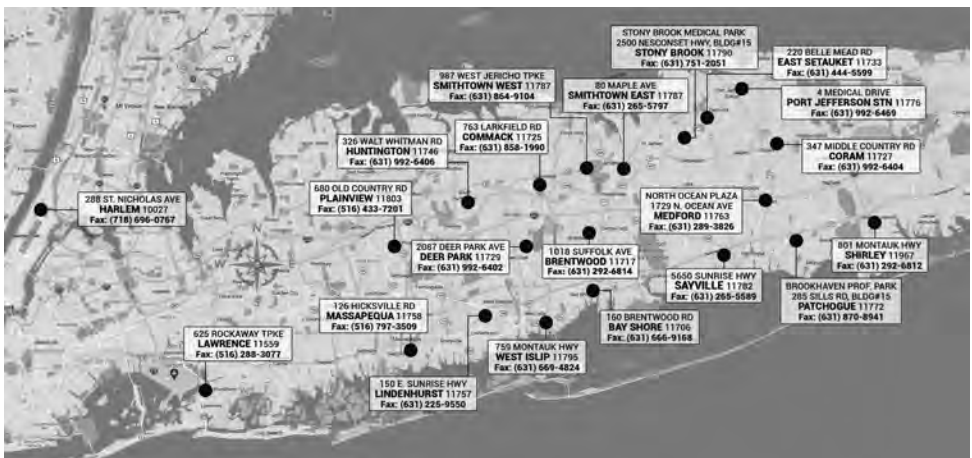 STONY BROOK MEDICAL PARK
2500 NESCONSET HWY, BLDG#15
STONY BROOK 11790
Fax: (631) 751-2051
220 BELLE MEAD RD
EAST SETAUKET 11733
Fax: (631) 444-5599
987 WEST JERICHO TPKE
SMITHTOWN WEST 11787
Fax: (631) 864-9104
80 MAPLE AVE
SMITHTOWN EAST 11787
Fax: (631) 265-5797
4 MEDICAL DRIVE
PORT JEFFERSON STN 11776
Fax: (631) 992-6469
326 WALT WHITMAN RD
HUNTINGTON 11746
Fax: (631) 992-6406
763 LARKFIELD RD
COMMACK 11725
Fax: (631) 858-1990
347 MIDDLE COUNTRY RD
CORAM 11727
Fax: (631) 992-6404
288 ST. NICHOLAS AVE
HARLEM 10027
Fax: (718) 696-0767
680 OLD COUNTRY RD
PLAINVIEW 11803
Fax: (516) 433-7201
NORTH OCEAN PLAZA
1729 N. OCEAN AVE
MEDFORD 11763
Fax: (631) 289-3826
2087 DEER PARK AVE
DEER PARK 11729
Fax: (631) 992-6402
1018 SUFFOLK AVE
BRENTWOOD 11717
Fax: (631) 292-6814
801 MONTAUK HWY
SHIRLEY 11967
Fax: (631) 292-6812
5650 SUNRISE HWY
SAYVILLE 11782
Fax: (631) 265-5589
BROOKHAVEN PROF. PARK
285 SILLS RD, BLDG#15
PATCHOGUE 11772
Fax: (631) 870-8941
126 HICKSVILLE RD
MASSAPEQUA 11758
Fax: (516) 797-3509
160 BRENTWOOD RD
BAY SHORE 11706
Fax: (631) 666-9168
625 ROCKAWAY TPKE
LAWRENCE 11559
Fax: (516) 288-3077
759 MONTAUK HWY
WEST ISLIP 11795
Fax: (631) 669-4824
150 E. SUNRISE HWY
LINDENHURST 11757
Fax: (631) 225-9550